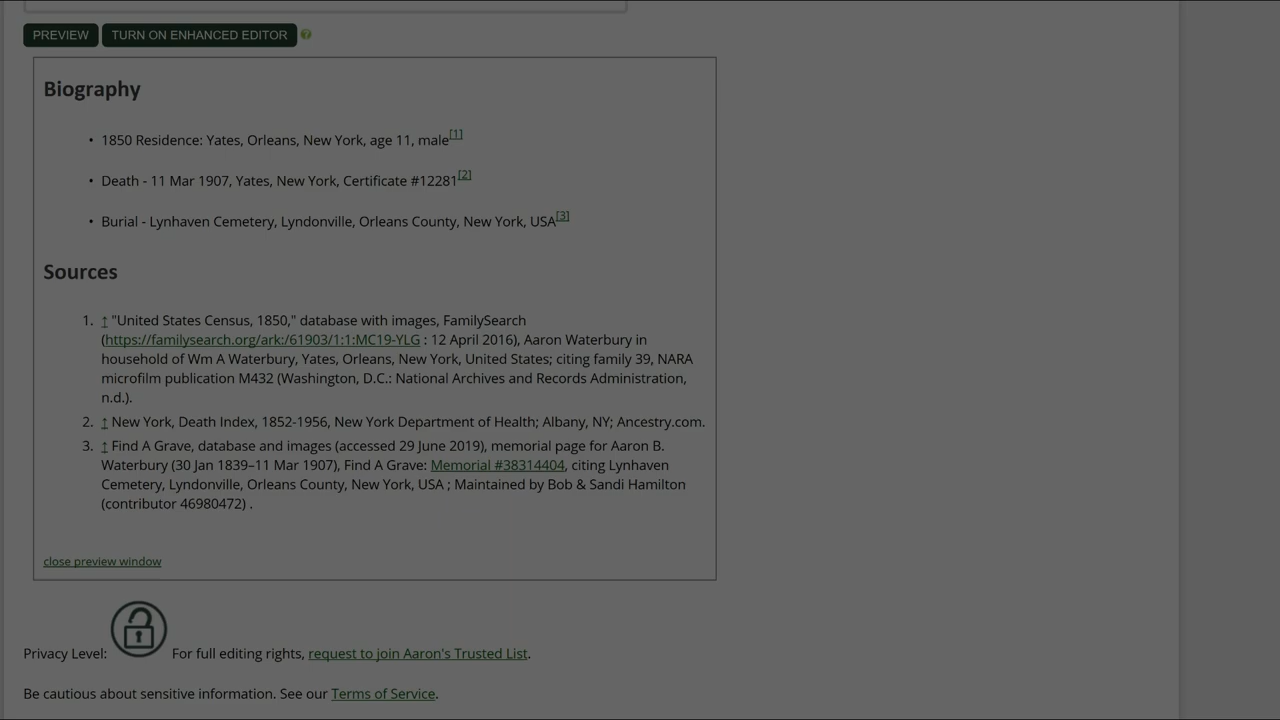 PREVIEW TURN ON ENHANCED EDITOR ?
Biography
• 1850 Residence: Yates, Orleans, New York, age 11, male[1]
• Death - 11 Mar 1907, Yates, New York, Certificate #12281[2]
• Burial - Lynhaven Cemetery, Lyndonville, Orleans County, New York, USA[3]
Sources
1. ↑ "United States Census, 1850," database with images, FamilySearch
(https://familysearch.org/ark:/61903/1:1:MC19-YLG : 12 April 2016), Aaron Waterbury in
household of Wm A Waterbury, Yates, Orleans, New York, United States; citing family 39, NARA
microfilm publication M432 (Washington, D.C.: National Archives and Records Administration,
n.d.).
2. ↑ New York, Death Index, 1852-1956, New York Department of Health; Albany, NY; Ancestry.com.
3. ↑ Find A Grave, database and images (accessed 29 June 2019), memorial page for Aaron B.
Waterbury (30 Jan 1839–11 Mar 1907), Find A Grave: Memorial #38314404, citing Lynhaven
Cemetery, Lyndonville, Orleans County, New York, USA ; Maintained by Bob & Sandi Hamilton
(contributor 46980472) .
close preview window
Privacy Level: For full editing rights, request to join Aaron's Trusted List.
Be cautious about sensitive information. See our Terms of Service.